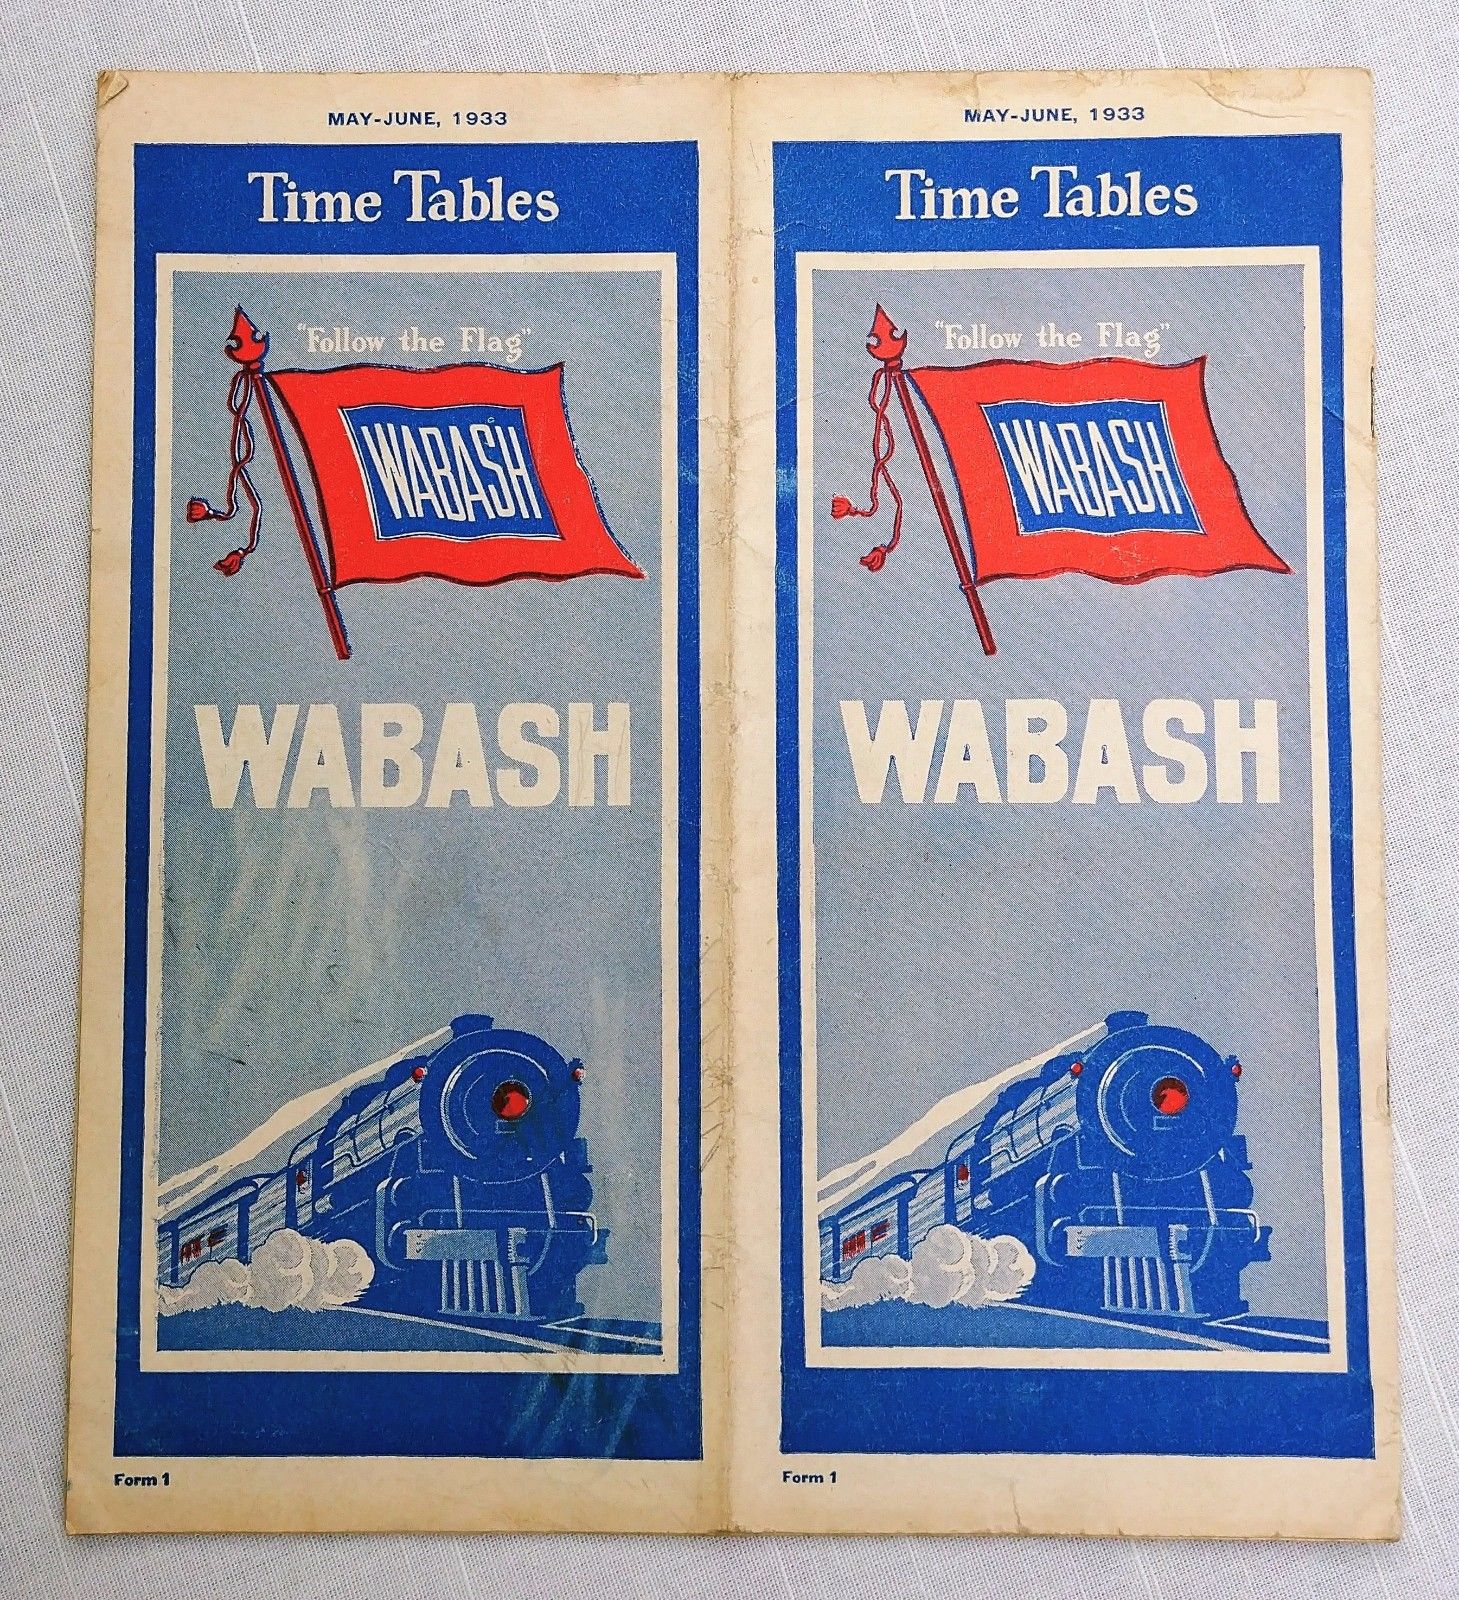 MAY-JUNE, 1933
Time Tables
"Follow the Flag"
WABASH
WABASH
Form 1
MAY-JUNE, 1933
Time Tables
"Follow the Flag"
WABASH
WABASH
Form 1